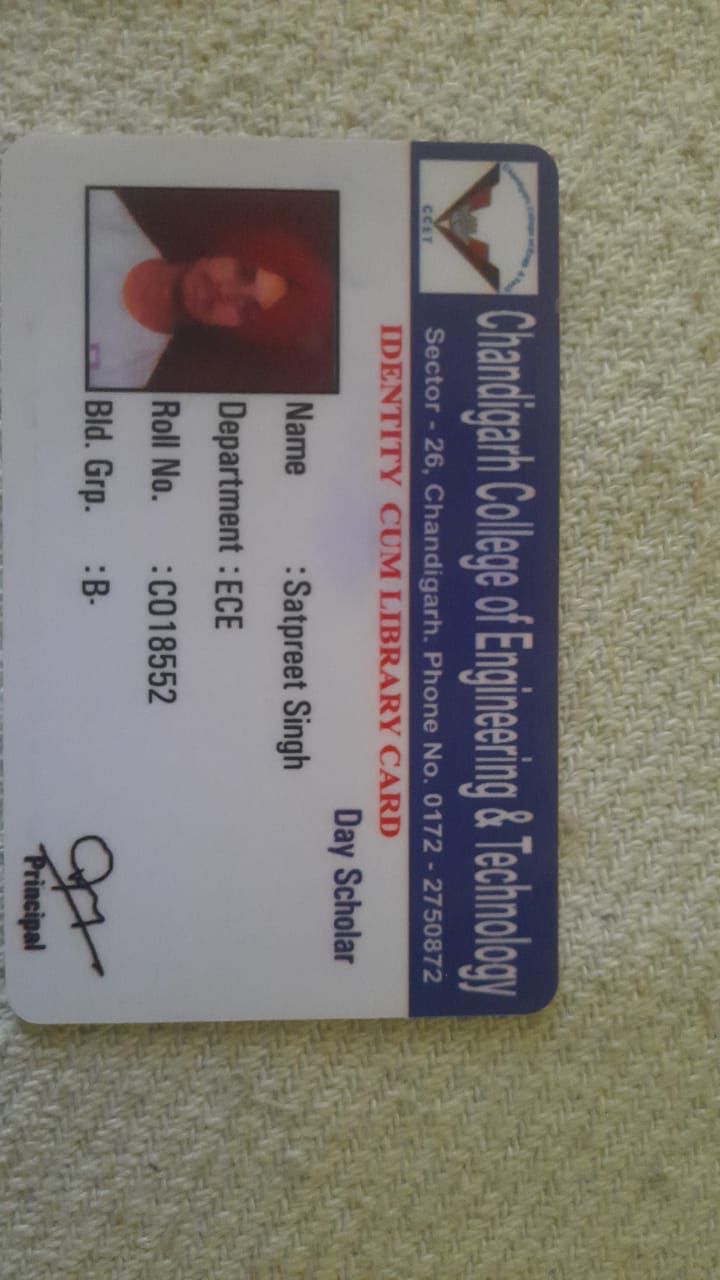 Chandigarh College of Engineering & Technology
CCET
Sector - 26, Chandigarh. Phone No. 0172 - 2750872
IDENTITY CUM LIBRARY CARD
Day Scholar
Name : Satpreet Singh
Department : ECE
Roll No. : CO18552
Bld. Grp. : B-
Principal